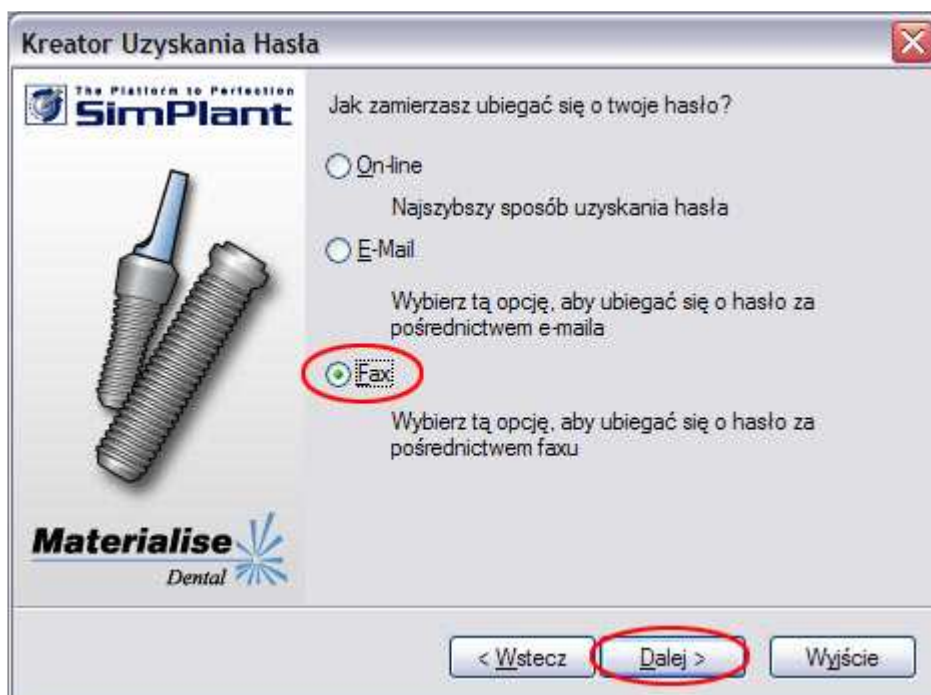 Kreator Uzyskania Hasła
The Platform to Perfection
SimPlant
Jak zamierzasz ubiegać się o twoje hasło?
On-line
Najszybszy sposób uzyskania hasła
E-Mail
Wybierz tą opcję, aby ubiegać się o hasło za
pośrednictwem e-maila
Fax
Wybierz tą opcję, aby ubiegać się o hasło za
pośrednictwem faxu
Materialise
Dental
< Wstecz
Dalej >
Wyjście